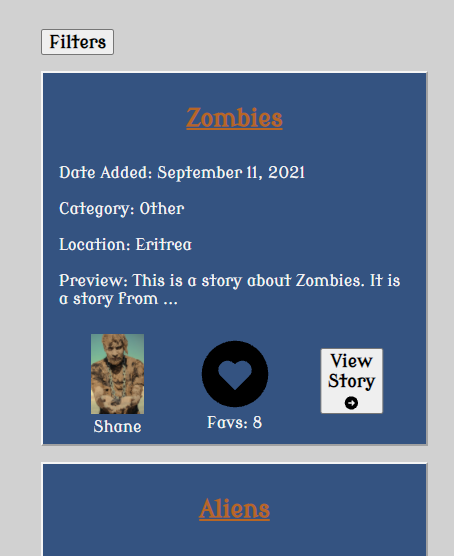 Filters
Zombies
Date Added: September 11, 2021
Category: Other
Location: Eritrea
Preview: This is a story about Zombies. It is
a story from ...
Shane
Favs: 8
View
Story
Aliens